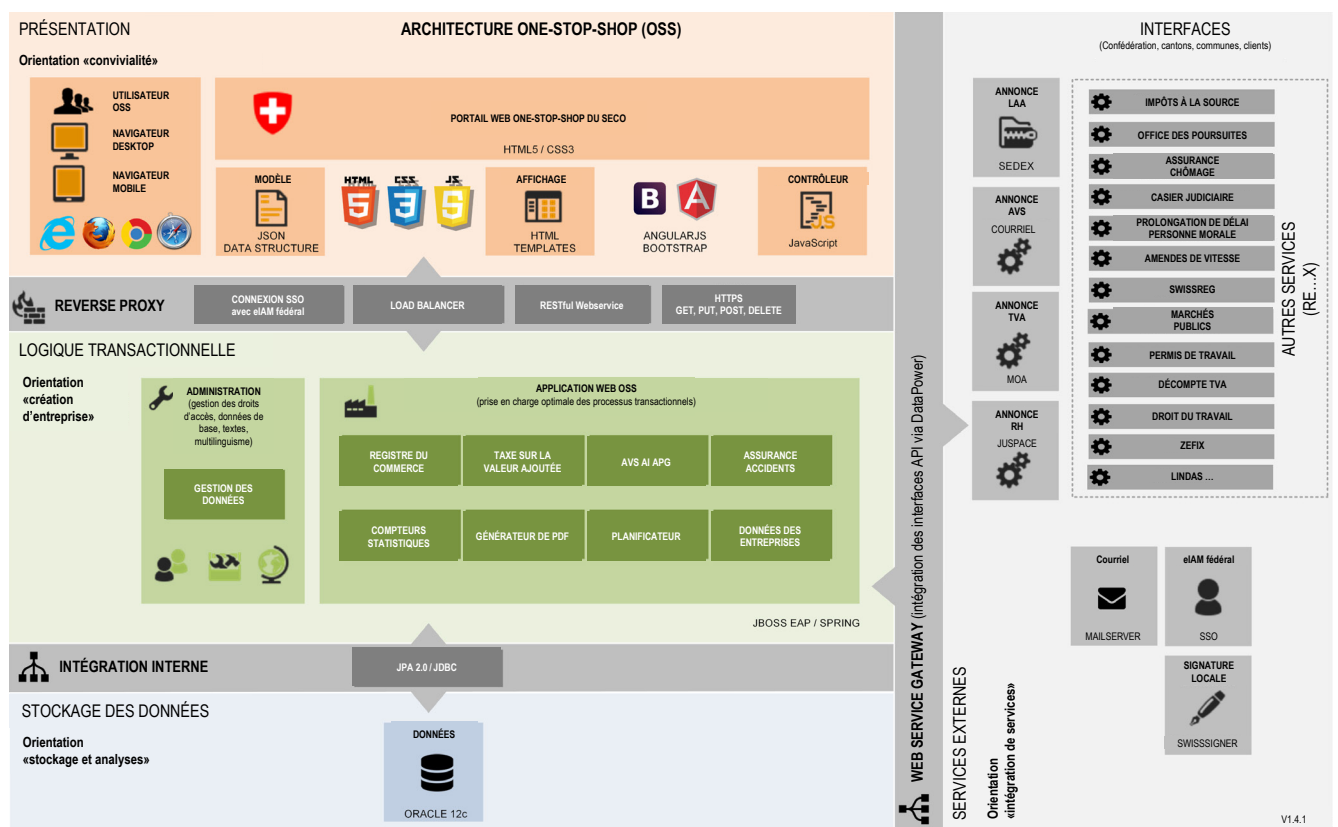 PRÉSENTATION
ARCHITECTURE ONE-STOP-SHOP (OSS)
Orientation «convivialité»
UTILISATEUR
OSS
NAVIGATEUR
DESKTOP
NAVIGATEUR
MOBILE
PORTAIL WEB ONE-STOP-SHOP DU SECO
HTML5 / CSS3
MODÈLE
JSON
DATA STRUCTURE
HTML
5
CSS
3
JS
AFFICHAGE
HTML
TEMPLATES
B
A
ANGULARJS
BOOTSTRAP
CONTRÔLEUR
JS
JavaScript
REVERSE PROXY
CONNEXION SSO
avec eIAM fédéral
LOAD BALANCER
RESTful Webservice
HTTPS
GET, PUT, POST, DELETE
LOGIQUE TRANSACTIONNELLE
Orientation
«création
d'entreprise»
ADMINISTRATION
(gestion des droits
d'accès, données de
base, textes,
multilinguisme)
GESTION DES
DONNÉES
APPLICATION WEB OSS
(prise en charge optimale des processus transactionnels)
REGISTRE DU
COMMERCE
TAXE SUR LA
VALEUR AJOUTÉE
AVS AI APG
ASSURANCE
ACCIDENTS
COMPTEURS
STATISTIQUES
GÉNÉRATEUR DE PDF
PLANIFICATEUR
DONNÉES DES
ENTREPRISES
JBOSS EAP / SPRING
INTÉGRATION INTERNE
JPA 2.0 / JDBC
STOCKAGE DES DONNÉES
Orientation
«stockage et analyses»
DONNÉES
ORACLE 12c
WEB SERVICE GATEWAY (intégration des interfaces API via DataPower)
SERVICES EXTERNES
Orientation
«intégration de services»
INTERFACES
(Confédération, cantons, communes, clients)
ANNONCE
LAA
SEDEX
ANNONCE
AVS
COURRIEL
ANNONCE
TVA
MOA
ANNONCE
RH
JUSPACE
IMPÔTS À LA SOURCE
OFFICE DES POURSUITES
ASSURANCE
CHÔMAGE
CASIER JUDICIAIRE
PROLONGATION DE DÉLAI
PERSONNE MORALE
AMENDES DE VITESSE
SWISSREG
MARCHÉS
PUBLICS
PERMIS DE TRAVAIL
DÉCOMPTE TVA
DROIT DU TRAVAIL
ZEFIX
LINDAS ...
AUTRES SERVICES
(RE...X)
Courriel
MAILSERVER
eIAM fédéral
SSO
SIGNATURE
LOCALE
SWISSSIGNER
V1.4.1